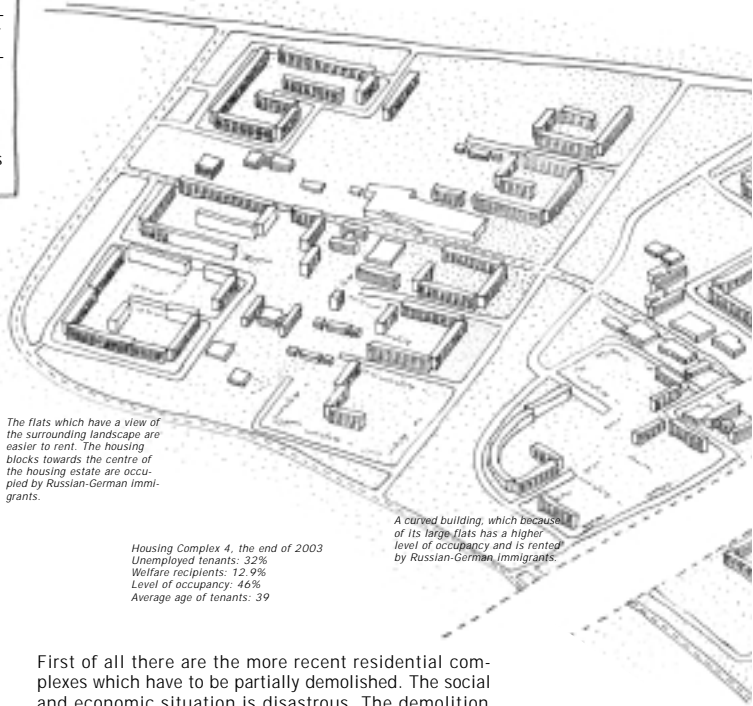 The flats which have a view of
the surrounding landscape are
easier to rent. The housing
blocks towards the centre of
the housing estate are occu-
pied by Russian-German immi-
grants.
A curved building, which because
of its large flats has a higher
level of occupancy and is rented
by Russian-German immigrants.
Housing Complex 4, the end of 2003
Unemployed tenants: 32%
Welfare recipients: 12.9%
Level of occupancy: 46%
Average age of tenants: 39
First of all there are the more recent residential com-
plexes which have to be partially demolished. The social
and economic situation is disastrous. The demolition